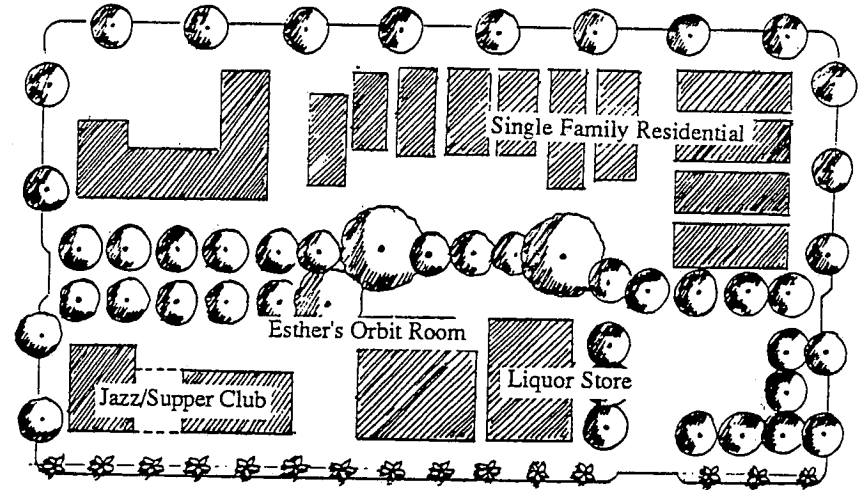 Single Family Residential
Esther's Orbit Room
Liquor Store
Jazz/Supper Club